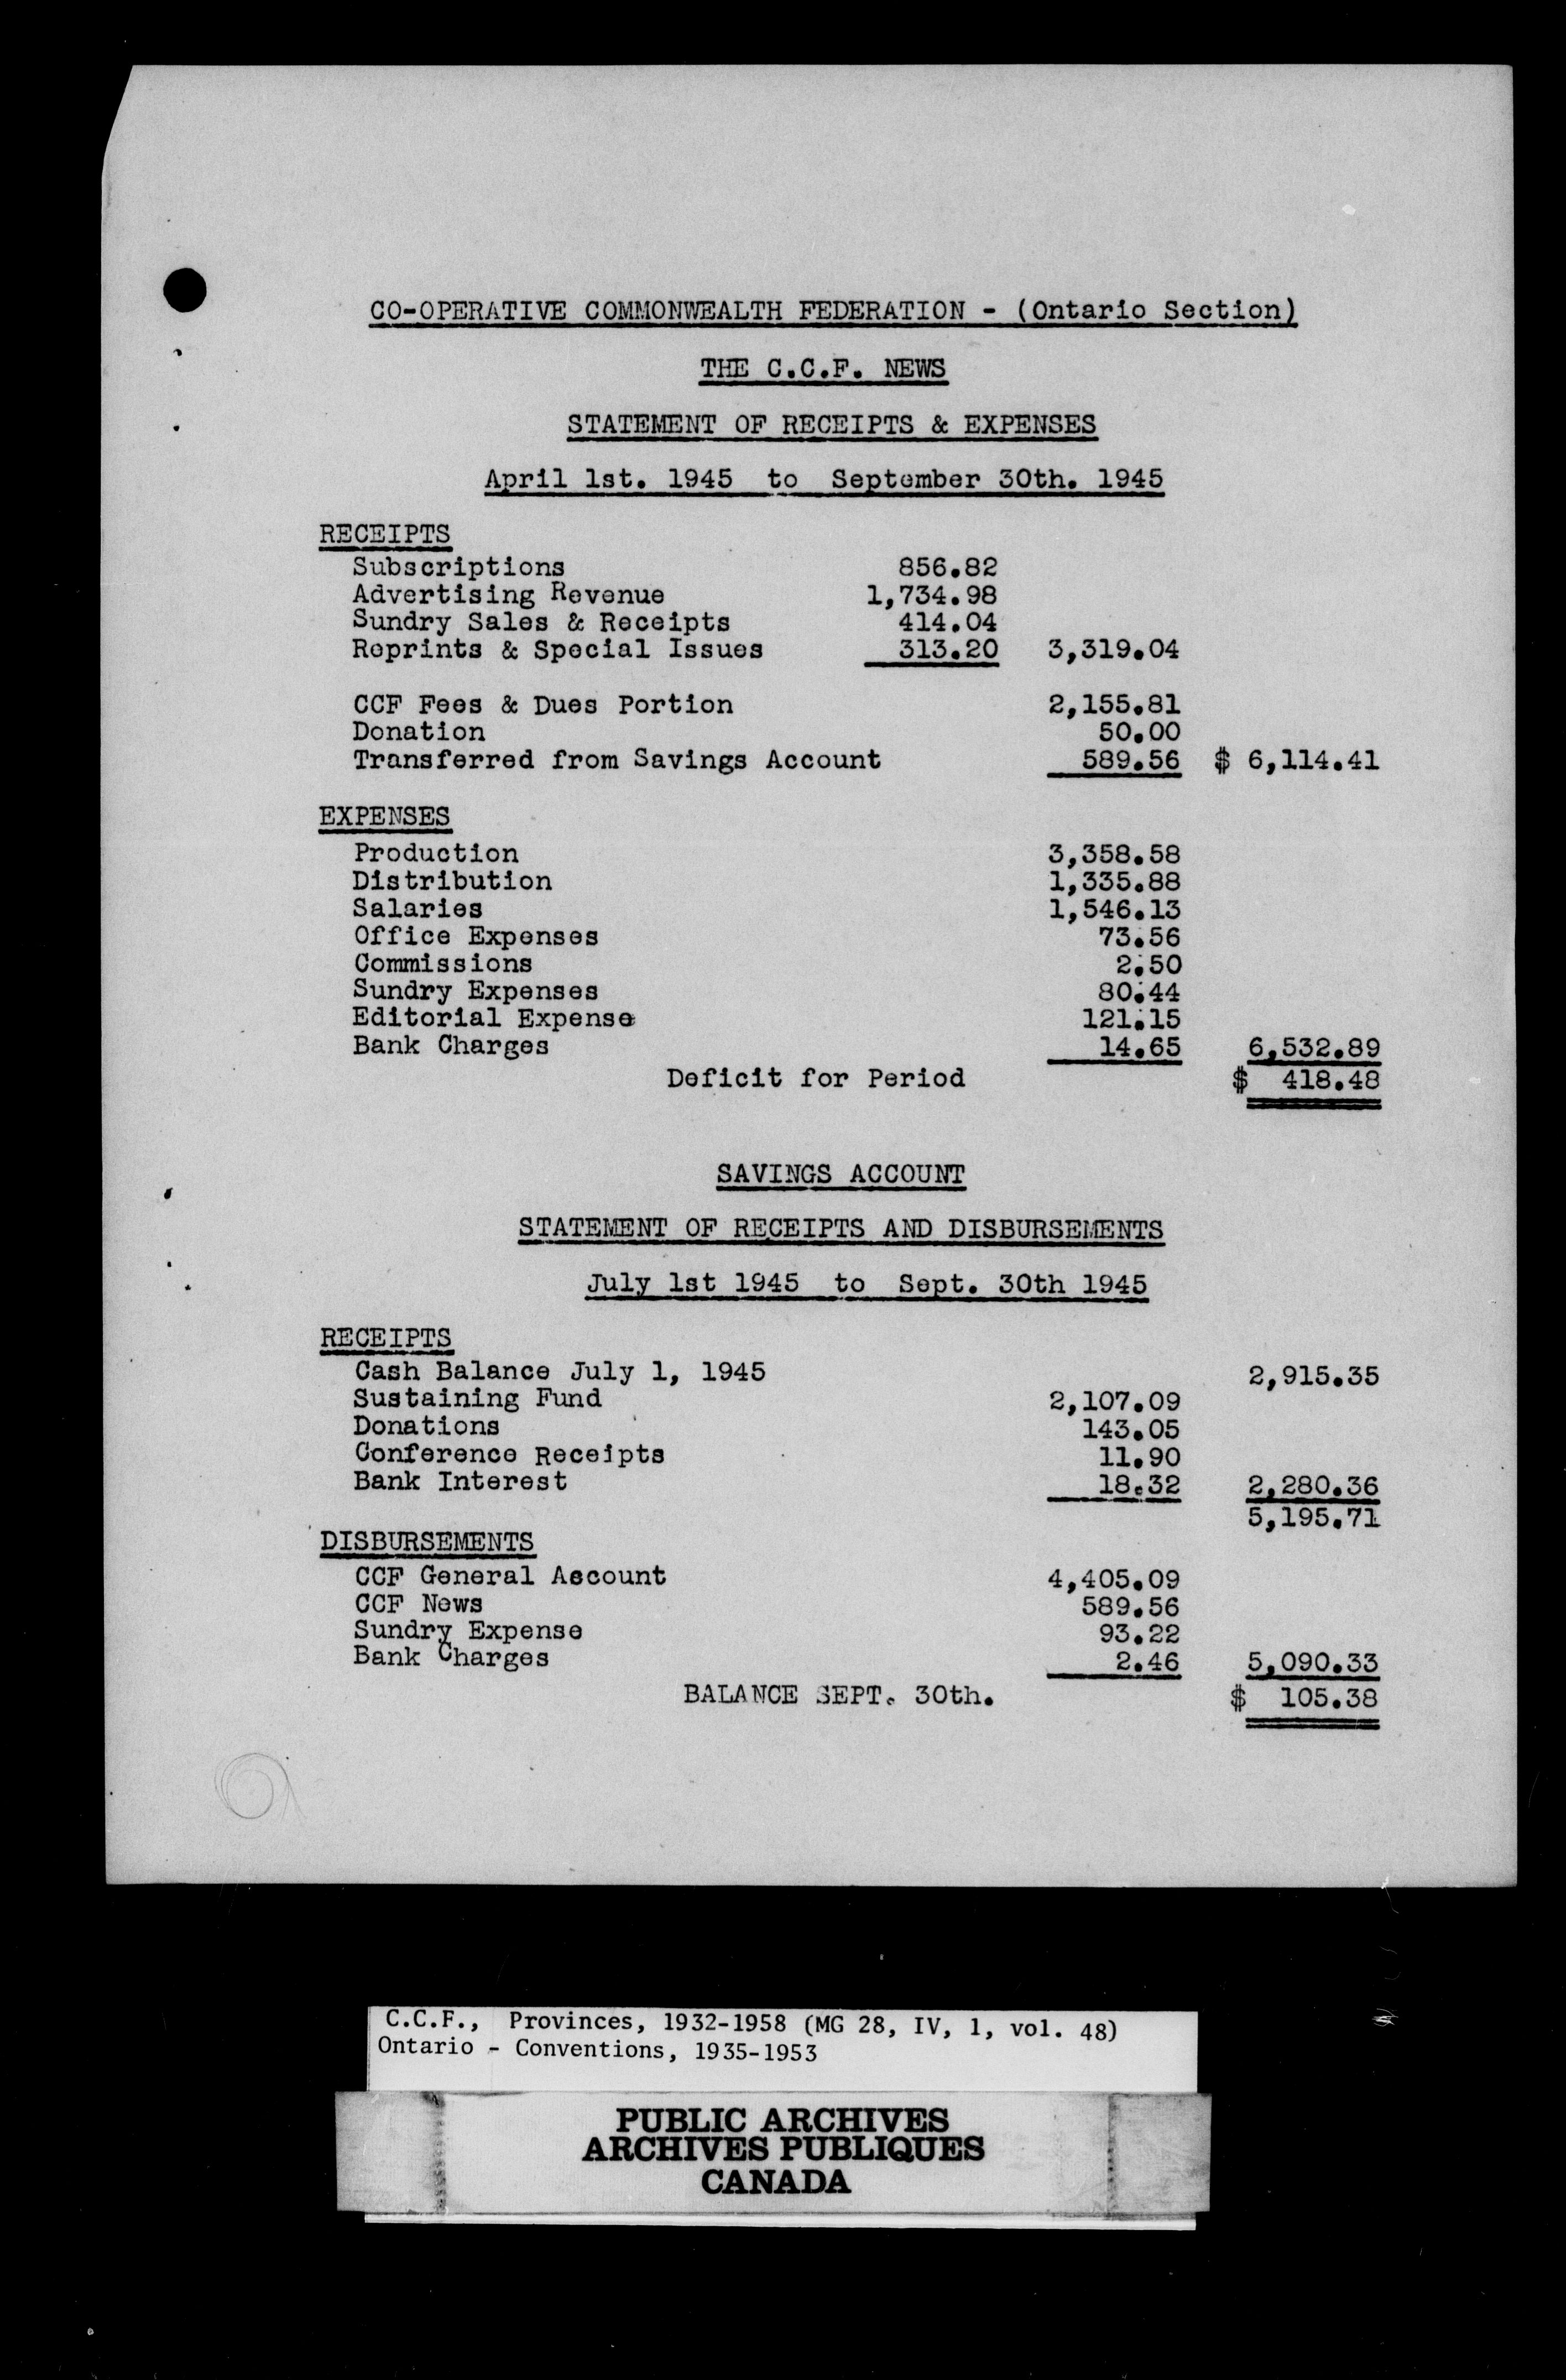 CO-OPERATIVE COMMONWEALTH FEDERATION - (Ontario Section)
THE C.C.F. NEWS
STATEMENT OF RECEIPTS & EXPENSES
April 1st. 1945 to September 30th. 1945
RECEIPTS
Subscriptions 856.82
Advertising Revenue 1,734.98
Sundry Sales & Receipts 414.04
Reprints & Special Issues 313.20 3,319.04
CCF Fees & Dues Portion 2,155.81
Donation 50.00
Transferred from Savings Account 589.56 $ 6,114.41
EXPENSES
Production 3,358.58
Distribution 1,335.88
Salaries 1,546.13
Office Expenses 73.56
Commissions 2.50
Sundry Expenses 80.44
Editorial Expense 121.15
Bank Charges 14.65 6,532.89
Deficit for Period $ 418.48
SAVINGS ACCOUNT
STATEMENT OF RECEIPTS AND DISBURSEMENTS
July 1st 1945 to Sept. 30th 1945
RECEIPTS
Cash Balance July 1, 1945 2,915.35
Sustaining Fund 2,107.09
Donations 143.05
Conference Receipts 11.90
Bank Interest 18.32 2,280.36
5,195.71
DISBURSEMENTS
CCF General Account 4,405.09
CCF News 589.56
Sundry Expense 93.22
Bank Charges 2.46 5,090.33
BALANCE SEPT. 30th. $ 105.38
C.C.F., Provinces, 1932-1958 (MG 28, IV, 1, vol. 48)
Ontario - Conventions, 1935-1953
PUBLIC ARCHIVES
ARCHIVES PUBLIQUES
CANADA